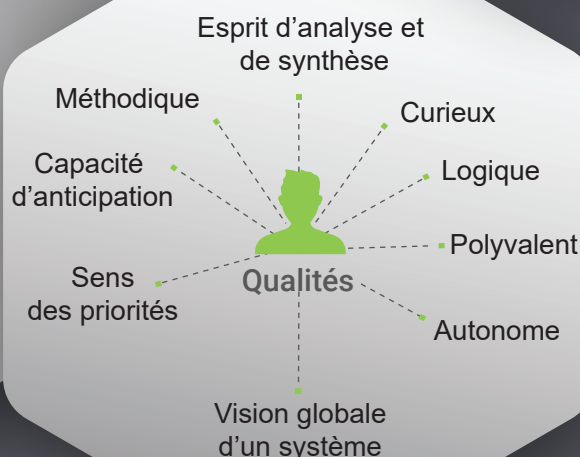 Esprit d’analyse et
de synthèse
Méthodique
Curieux
Capacité
d’anticipation
Logique
Polyvalent
Sens
des priorités
Qualités
Autonome
Vision globale
d’un système